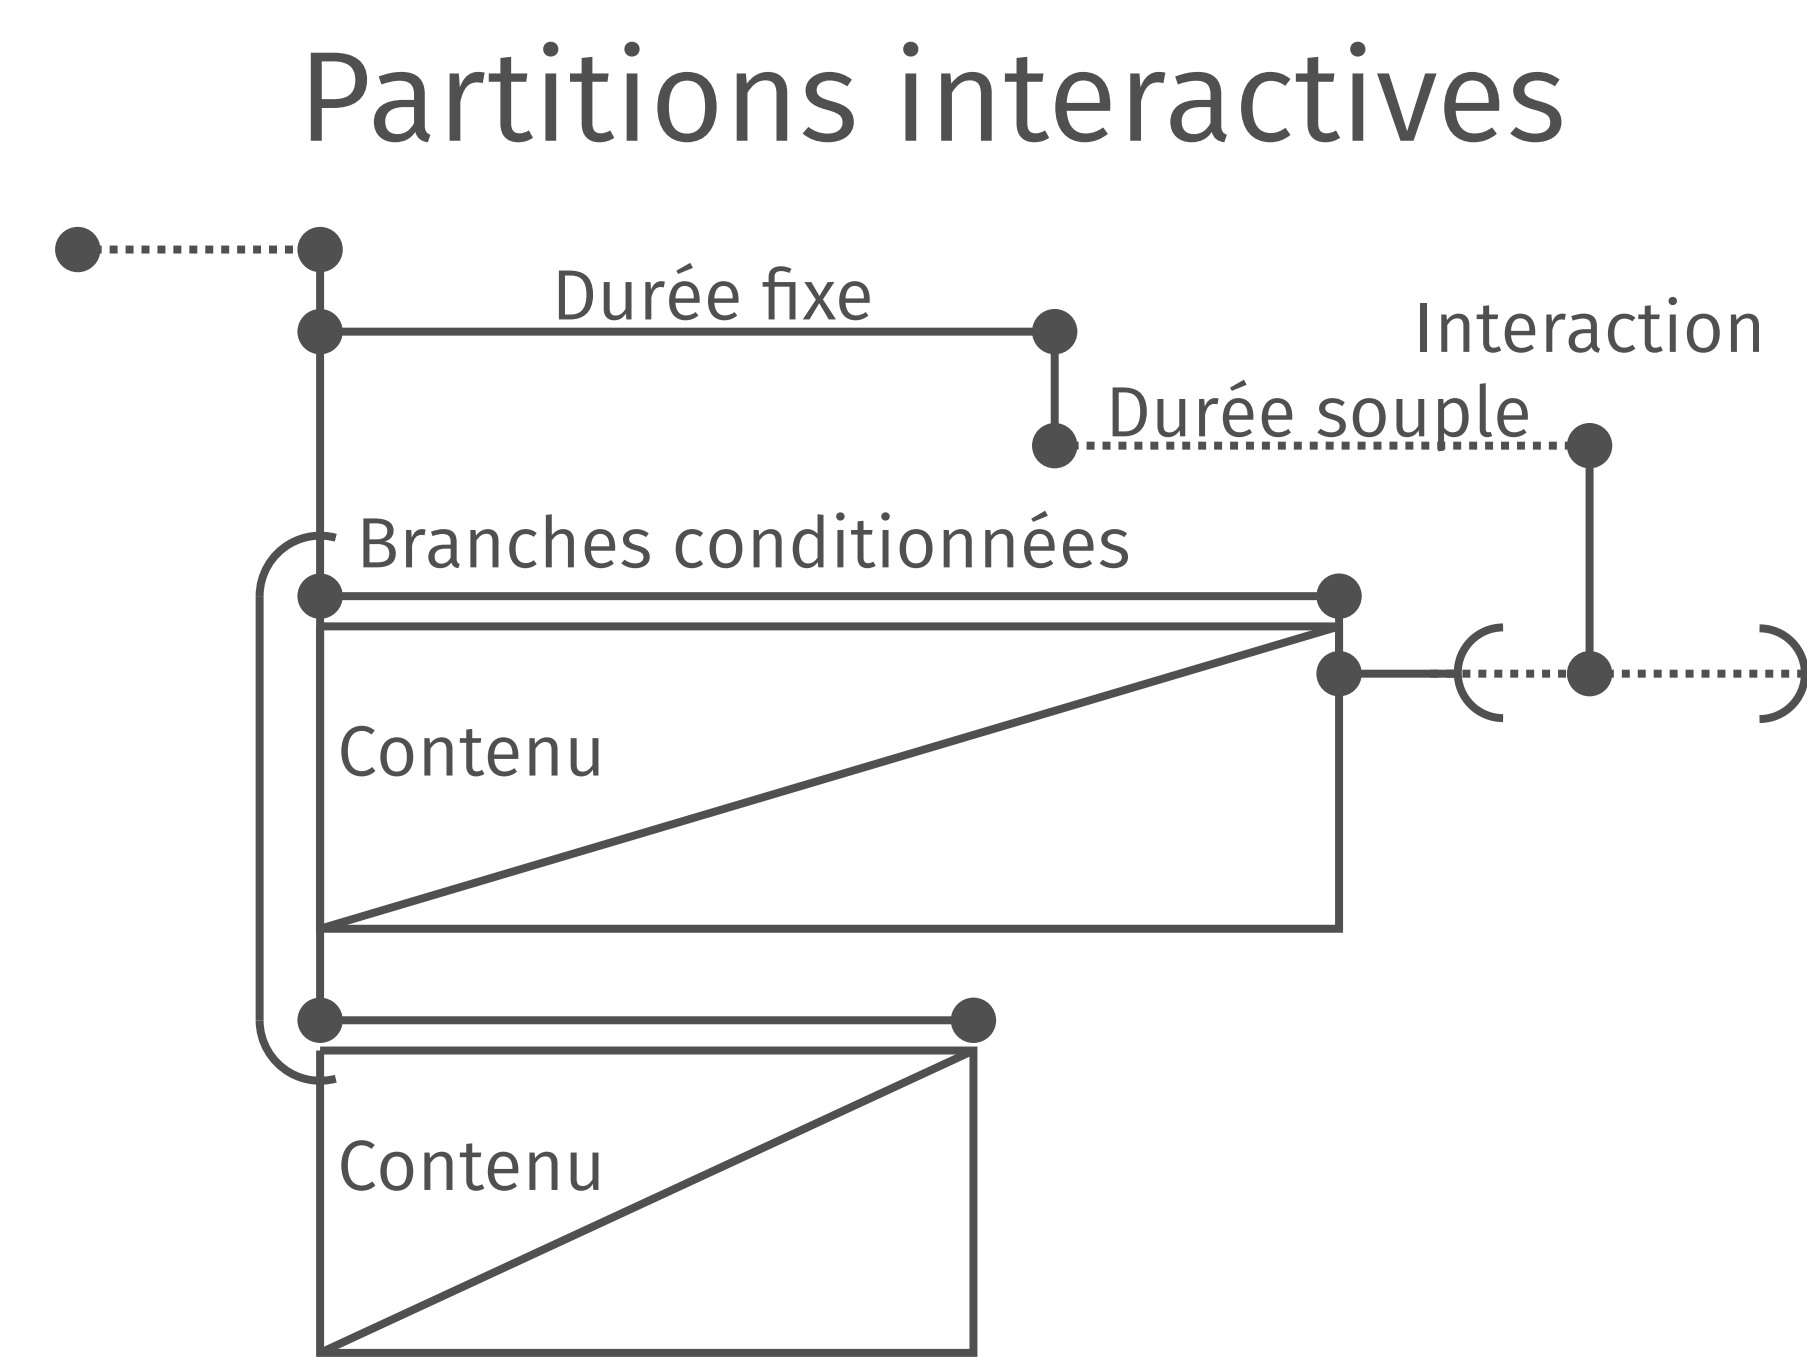 Partitions interactives
Durée fixe
Interaction
Durée souple
Branches conditionnées
Contenu
Contenu